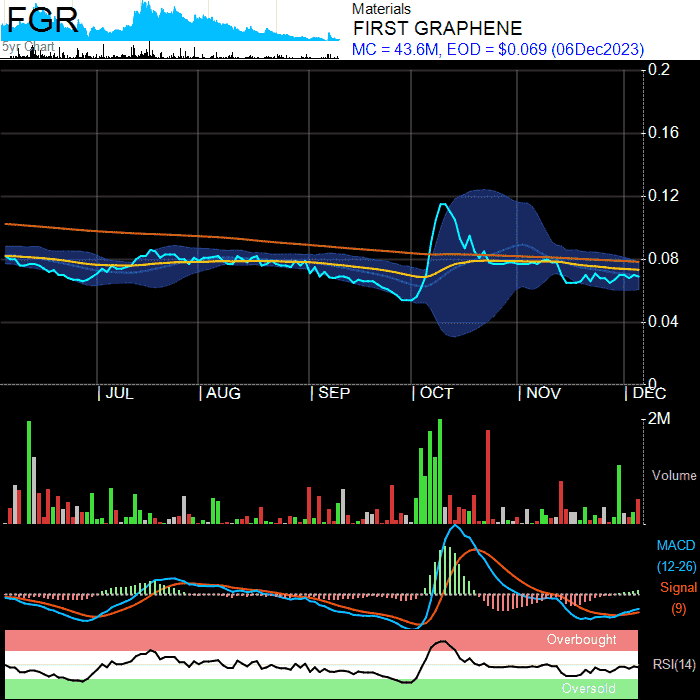 FGR
5yr Chart
Materials
FIRST GRAPHENE
MC = 43.6M, EOD = $0.069 (06Dec2023)
0.2
0.16
0.12
0.08
0.04
0
JUL AUG SEP OCT NOV DEC
2M
Volume
MACD
(12-26)
Signal
(9)
Overbought
RSI(14)
Oversold